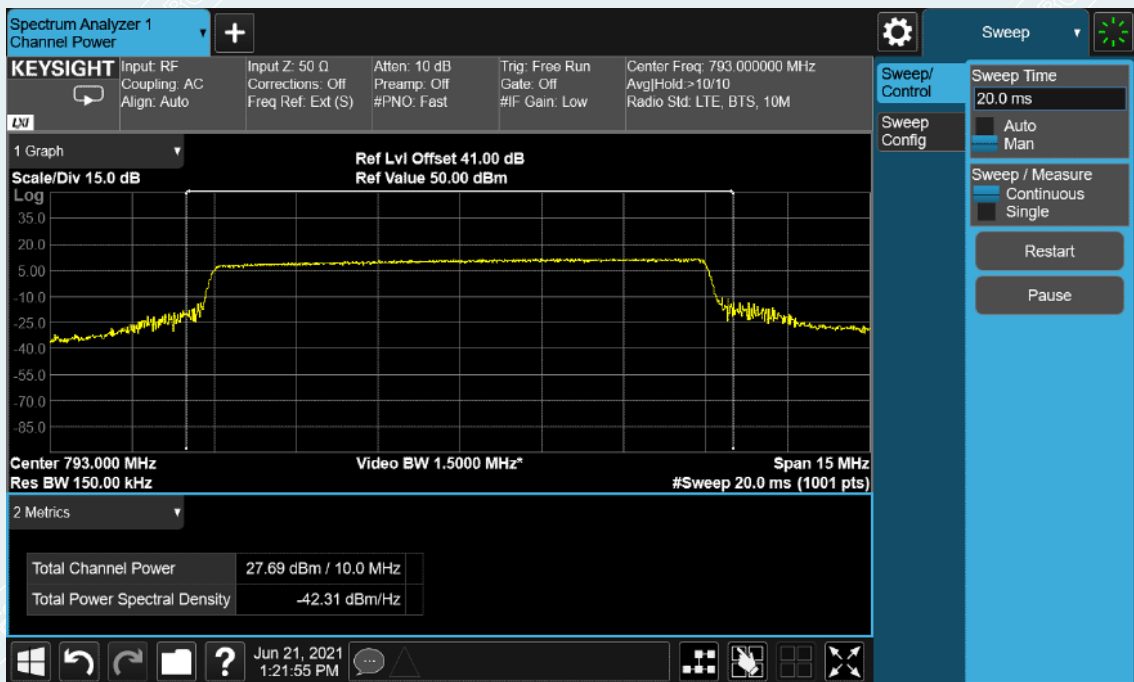 Spectrum Analyzer 1
Channel Power
+
Sweep
KEYSIGHT
LXI
Input: RF
Coupling: AC
Align: Auto
Input Z: 50 Ω
Corrections: Off
Freq Ref: Ext (S)
Atten: 10 dB
Preamp: Off
#PNO: Fast
Trig: Free Run
Gate: Off
#IF Gain: Low
Center Freq: 793.000000 MHz
Avg|Hold:>10/10
Radio Std: LTE, BTS, 10M
1 Graph
Scale/Div 15.0 dB
Ref Lvl Offset 41.00 dB
Ref Value 50.00 dBm
Log
35.0
20.0
5.00
-10.0
-25.0
-40.0
-55.0
-70.0
-85.0
Center 793.000 MHz
Res BW 150.00 kHz
Video BW 1.5000 MHz*
Span 15 MHz
#Sweep 20.0 ms (1001 pts)
2 Metrics
Total Channel Power 27.69 dBm / 10.0 MHz
Total Power Spectral Density -42.31 dBm/Hz
?
Jun 21, 2021
1:21:55 PM
Sweep/
Control
Sweep
Config
Sweep Time
20.0 ms
Auto
Man
Sweep / Measure
Continuous
Single
Restart
Pause